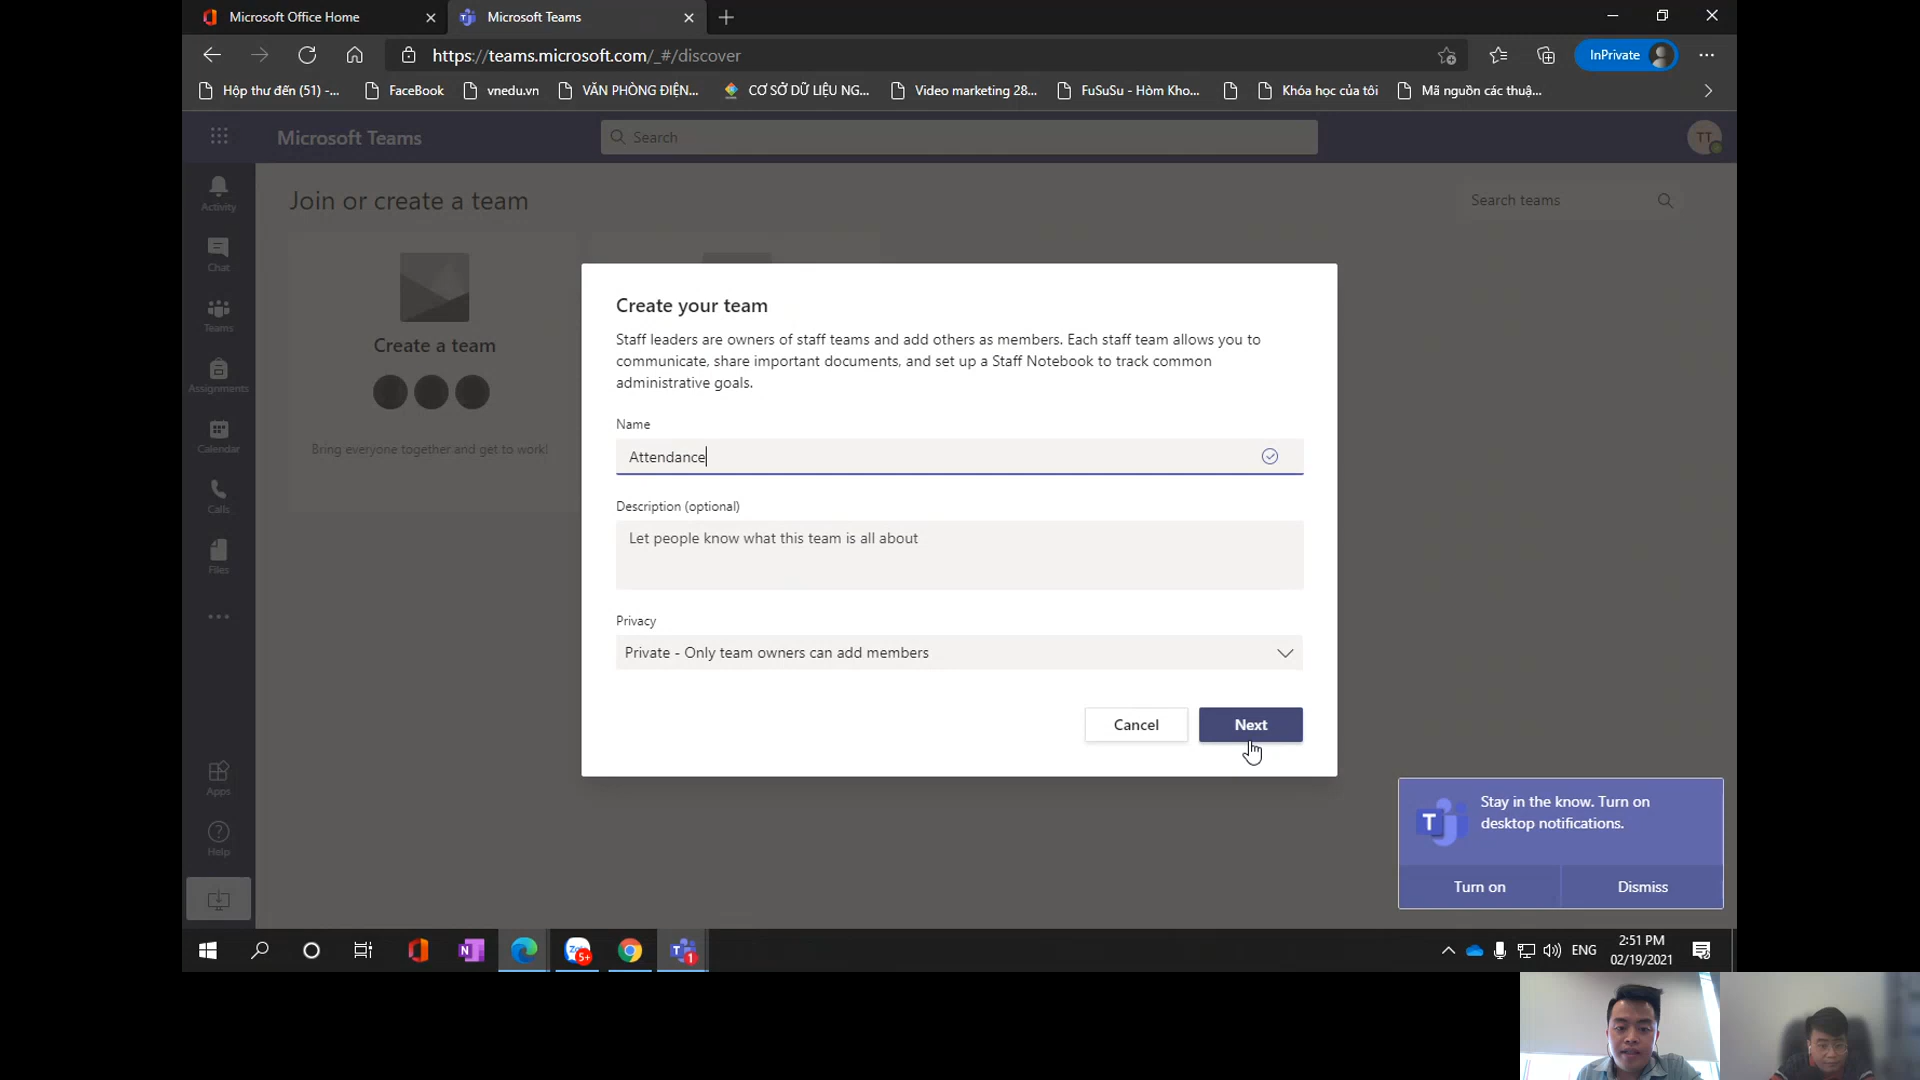 Microsoft Office Home
Microsoft Teams
https://teams.microsoft.com/_#/discover
InPrivate
Hộp thư đến (51) -...
FaceBook
vnedu.vn
VĂN PHÒNG ĐIỆN...
CƠ SỞ DỮ LIỆU NG...
Video marketing 28...
FuSuSu - Hòm Kho...
Khóa học của tôi
Mã nguồn các thuậ...
Microsoft Teams
Search
TT
Activity
Chat
Teams
Assignments
Calendar
Calls
Files
Apps
Help
Join or create a team
Search teams
Create a team
Bring everyone together and get to work!
Create your team
Staff leaders are owners of staff teams and add others as members. Each staff team allows you to
communicate, share important documents, and set up a Staff Notebook to track common
administrative goals.
Name
Attendance
Description (optional)
Let people know what this team is all about
Privacy
Private - Only team owners can add members
Cancel
Next
T
Stay in the know. Turn on
desktop notifications.
Turn on
Dismiss
N
Zalo
5+
T
1
ENG
2:51 PM
02/19/2021